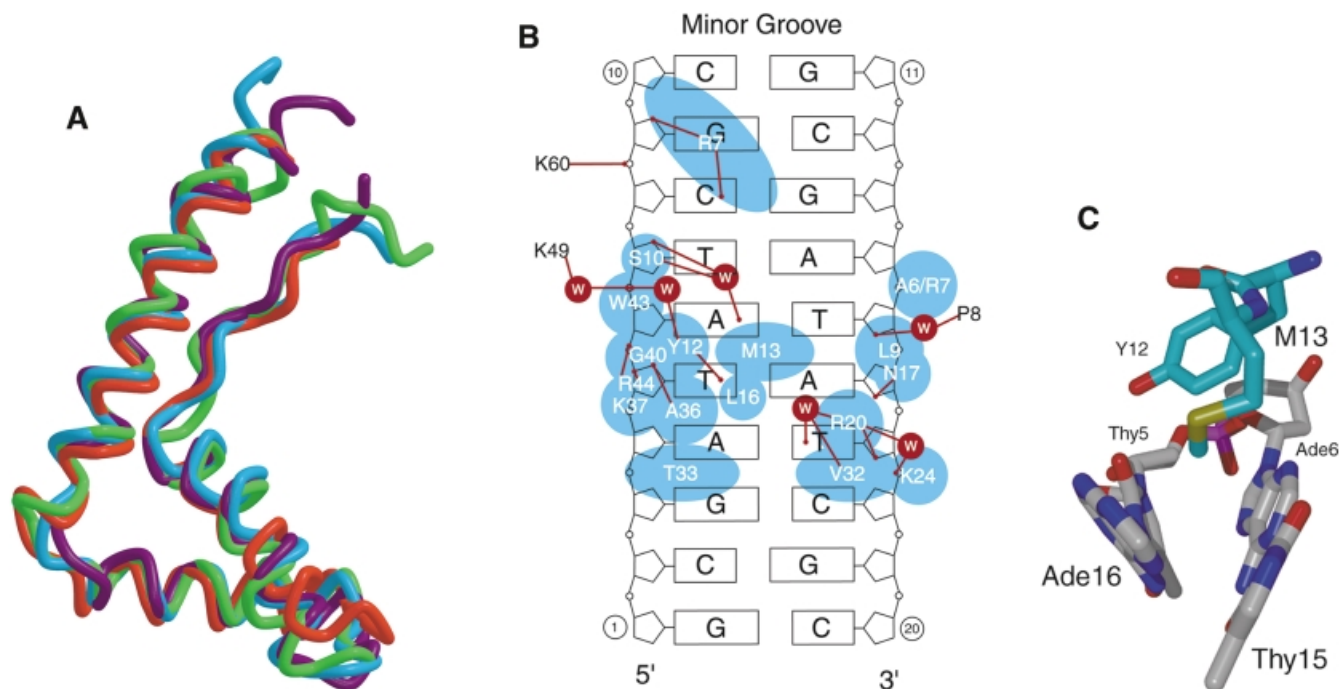 A
B
Minor Groove
10 C G 11
G C
R7
K60
C G
K49
S10 T A
W
A6/R7
W W
W43
A T
W P8
Y12 M13 L9
G40
T A N17
R44 L16
K37 A36
W R20
A T W
T33 V32 K24
G C
C G
1 G C 20
5' 3'
C
Y12
M13
Thy5
Ade6
Ade16
Thy15